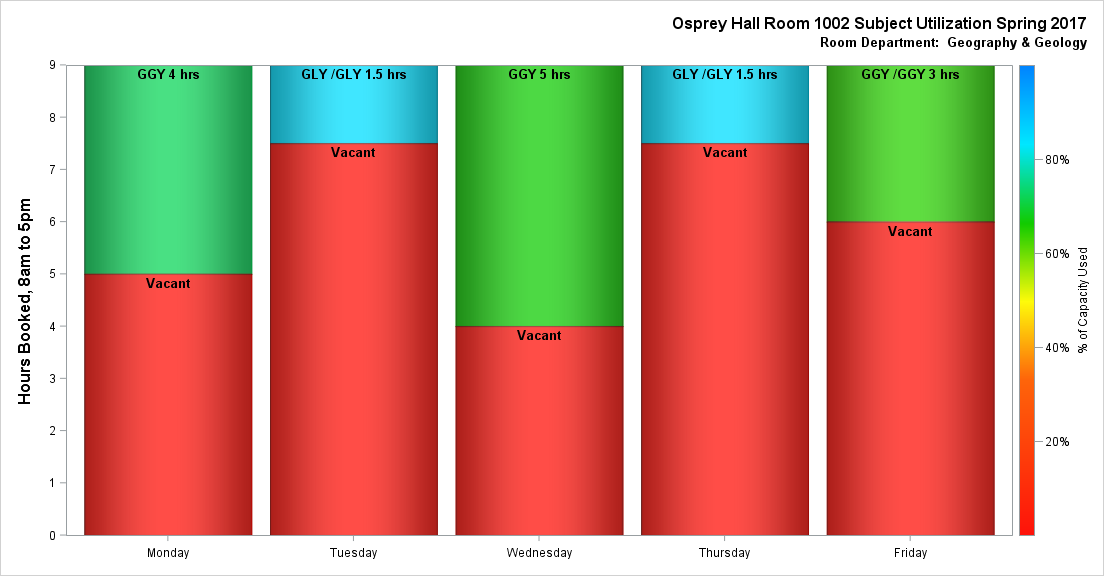 Osprey Hall Room 1002 Subject Utilization Spring 2017
Room Department:  Geography & Geology
Hours Booked, 8am to 5pm
9
8
7
6
5
4
3
2
1
0
GGY 4 hrs
Vacant
GLY /GLY 1.5 hrs
Vacant
GGY 5 hrs
Vacant
GLY /GLY 1.5 hrs
Vacant
GGY /GGY 3 hrs
Vacant
Monday
Tuesday
Wednesday
Thursday
Friday
80%
60%
40%
20%
% of Capacity Used